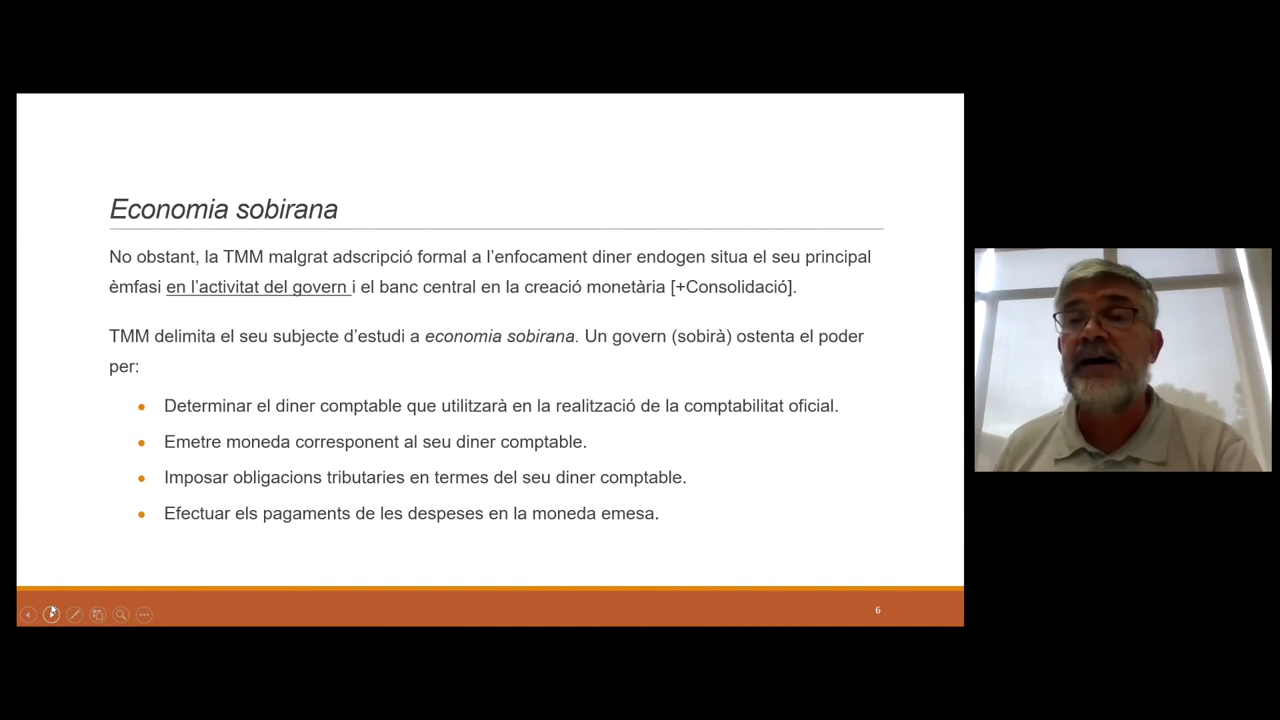 Economia sobirana
No obstant, la TMM malgrat adscripció formal a l’enfocament diner endogen situa el seu principal
èmfasi en l’activitat del govern i el banc central en la creació monetària [+Consolidació].
TMM delimita el seu subjecte d’estudi a economia sobirana. Un govern (sobirà) ostenta el poder
per:
• Determinar el diner comptable que utilitzarà en la realització de la comptabilitat oficial.
• Emetre moneda corresponent al seu diner comptable.
• Imposar obligacions tributaries en termes del seu diner comptable.
• Efectuar els pagaments de les despeses en la moneda emesa.
6